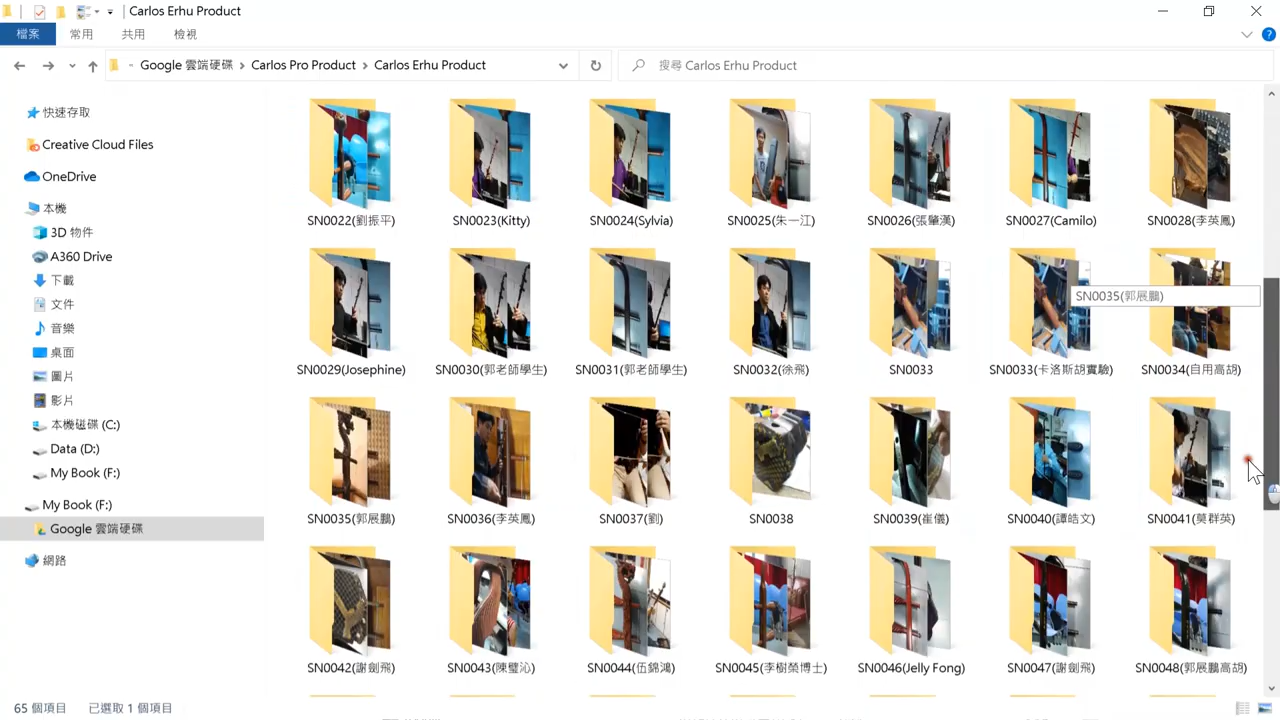 Carlos Erhu Product
檔案 常用 共用 檢視
Google 雲端硬碟 Carlos Pro Product Carlos Erhu Product
搜尋 Carlos Erhu Product
快速存取
Creative Cloud Files
OneDrive
本機
3D 物件
A360 Drive
下載
文件
音樂
桌面
圖片
影片
本機磁碟 (C:)
Data (D:)
My Book (F:)
My Book (F:)
Google 雲端硬碟
網路
SN0022(劉振平) SN0023(Kitty) SN0024(Sylvia) SN0025(朱一江) SN0026(張肇漢) SN0027(Camilo) SN0028(李英鳳)
SN0035(郭展鵬)
SN0029(Josephine) SN0030(郭老師學生) SN0031(郭老師學生) SN0032(徐飛) SN0033 SN0033(卡洛斯胡實驗) SN0034(自用高胡)
SN0035(郭展鵬) SN0036(李英鳳) SN0037(劉) SN0038 SN0039(崔儀) SN0040(譚皓文) SN0041(莫群英)
SN0042(謝劍飛) SN0043(陳璧沁) SN0044(伍錦鴻) SN0045(李樹榮博士) SN0046(Jelly Fong) SN0047(謝劍飛) SN0048(郭展鵬高胡)
65 個項目 已選取 1 個項目